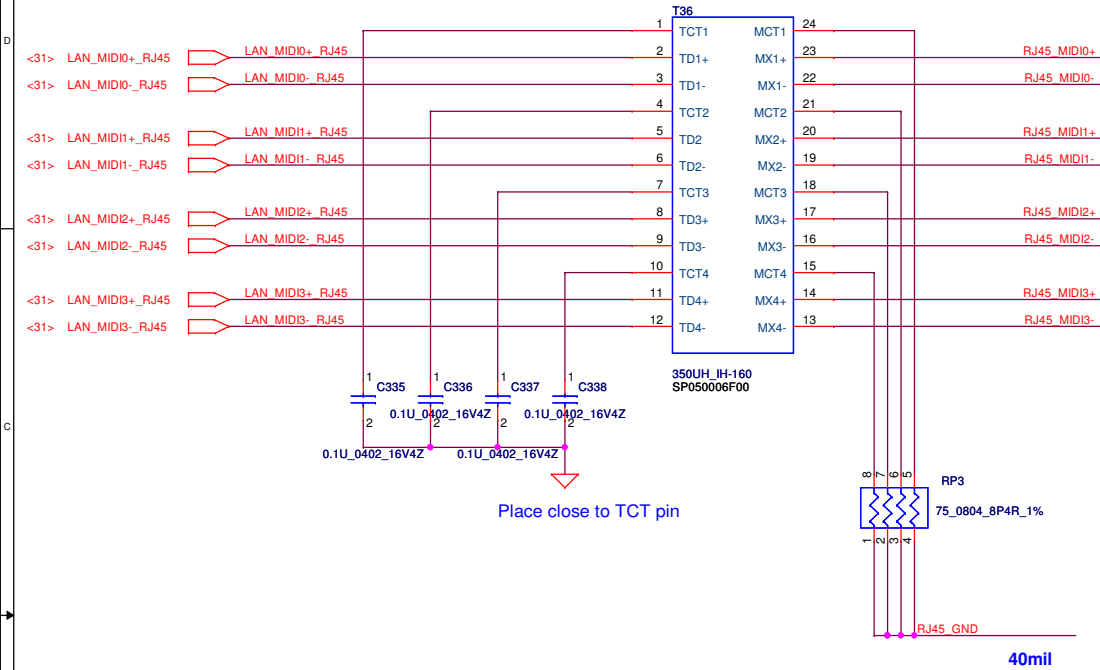 D
T36
1 TCT1 MCT1 24
<31> LAN_MIDI0+_RJ45 LAN_MIDI0+_RJ45 2 TD1+ MX1+ 23 RJ45_MIDI0+
<31> LAN_MIDI0-_RJ45 LAN_MIDI0-_RJ45 3 TD1- MX1- 22 RJ45_MIDI0-
4 TCT2 MCT2 21
<31> LAN_MIDI1+_RJ45 LAN_MIDI1+_RJ45 5 TD2 MX2+ 20 RJ45_MIDI1+
<31> LAN_MIDI1-_RJ45 LAN_MIDI1-_RJ45 6 TD2- MX2- 19 RJ45_MIDI1-
7 TCT3 MCT3 18
<31> LAN_MIDI2+_RJ45 LAN_MIDI2+_RJ45 8 TD3+ MX3+ 17 RJ45_MIDI2+
<31> LAN_MIDI2-_RJ45 LAN_MIDI2-_RJ45 9 TD3- MX3- 16 RJ45_MIDI2-
10 TCT4 MCT4 15
<31> LAN_MIDI3+_RJ45 LAN_MIDI3+_RJ45 11 TD4+ MX4+ 14 RJ45_MIDI3+
<31> LAN_MIDI3-_RJ45 LAN_MIDI3-_RJ45 12 TD4- MX4- 13 RJ45_MIDI3-
350UH_IH-160
SP050006F00
1 1 1 1
C335 C336 C337 C338
0.1U_0402_16V4Z 0.1U_0402_16V4Z
2 2 2 2
C
0.1U_0402_16V4Z 0.1U_0402_16V4Z
Place close to TCT pin
8 7 6 5
RP3
75_0804_8P4R_1%
1 2 3 4
RJ45_GND
40mil